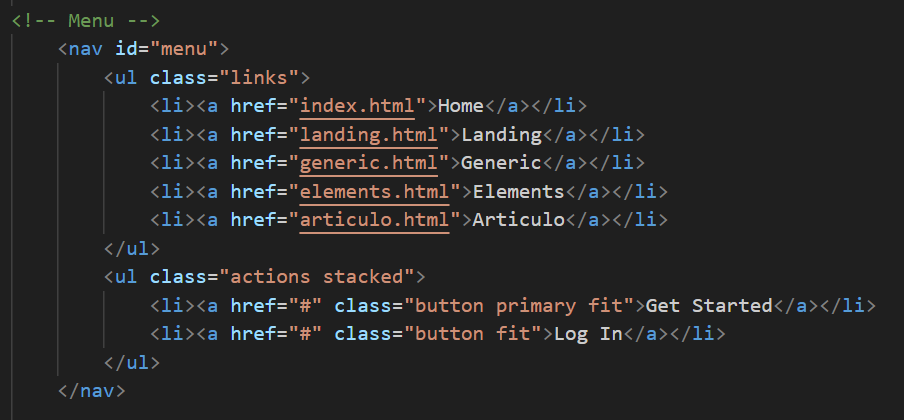 <!-- Menu -->
<nav id="menu">
<ul class="links">
<li><a href="index.html">Home</a></li>
<li><a href="landing.html">Landing</a></li>
<li><a href="generic.html">Generic</a></li>
<li><a href="elements.html">Elements</a></li>
<li><a href="articulo.html">Articulo</a></li>
</ul>
<ul class="actions stacked">
<li><a href="#" class="button primary fit">Get Started</a></li>
<li><a href="#" class="button fit">Log In</a></li>
</ul>
</nav>